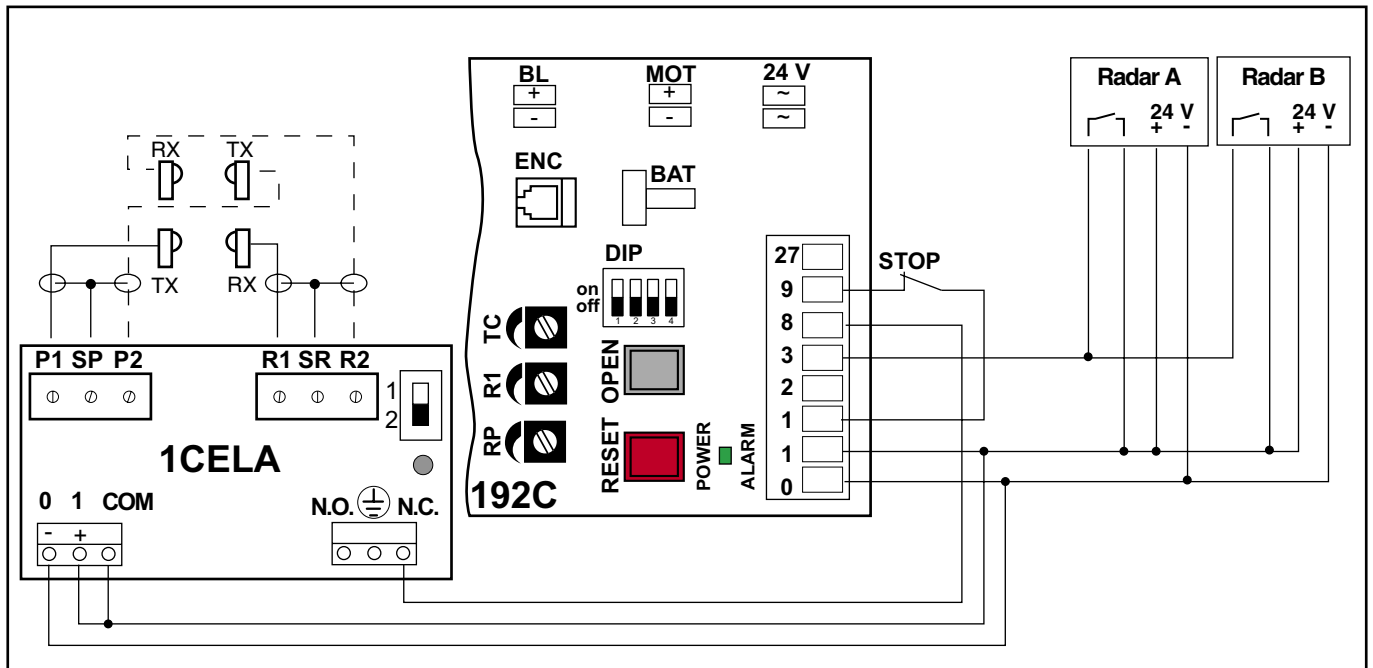 BL
+
-
MOT
+
-
24 V
~
~
ENC
BAT
DIP
on
off
1 2 3 4
TC
R1
RP
OPEN
RESET
POWER
ALARM
192C
27
9
8
3
2
1
1
0
STOP
Radar A
24 V
+ -
Radar B
24 V
+ -
RX TX
TX RX
P1 SP P2
R1 SR R2
1
2
1CELA
0 1 COM
- +
N.O. N.C.